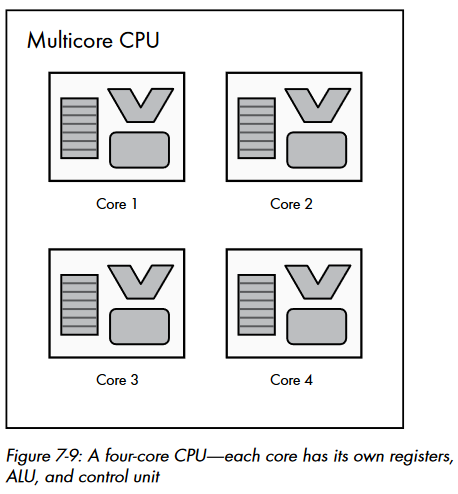 Multicore CPU
Core 1
Core 2
Core 3
Core 4
Figure 7-9: A four-core CPU—each core has its own registers,
ALU, and control unit